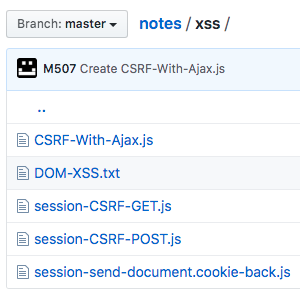 Branch: master
notes / xss /
M507 Create CSRF-With-Ajax.js
..
CSRF-With-Ajax.js
DOM-XSS.txt
session-CSRF-GET.js
session-CSRF-POST.js
session-send-document.cookie-back.js